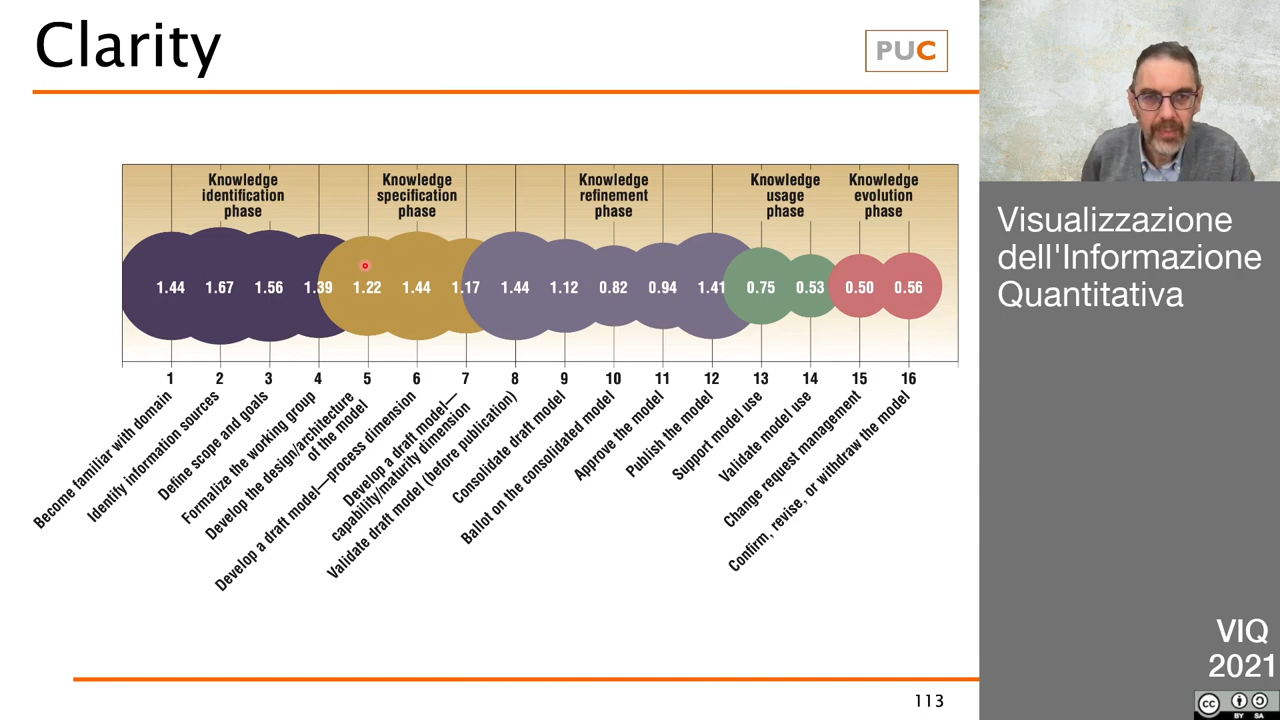 Clarity
PUC
Knowledge
identification
phase
Knowledge
specification
phase
Knowledge
refinement
phase
Knowledge
usage
phase
Knowledge
evolution
phase
1.44 1.67 1.56 1.39 1.22 1.44 1.17 1.44 1.12 0.82 0.94 1.41 0.75 0.53 0.50 0.56
1 2 3 4 5 6 7 8 9 10 11 12 13 14 15 16
Become familiar with domain
Identify information sources
Define scope and goals
Formalize the working group
Develop the design/architecture
of the model
Develop a draft model—process dimension
Develop a draft model—
capability/maturity dimension
Validate draft model (before publication)
Consolidate draft model
Ballot on the consolidated model
Approve the model
Publish the model
Support model use
Validate model use
Change request management
Confirm, revise, or withdraw the model
113
Visualizzazione
dell'Informazione
Quantitativa
VIQ
2021
CC
BY SA